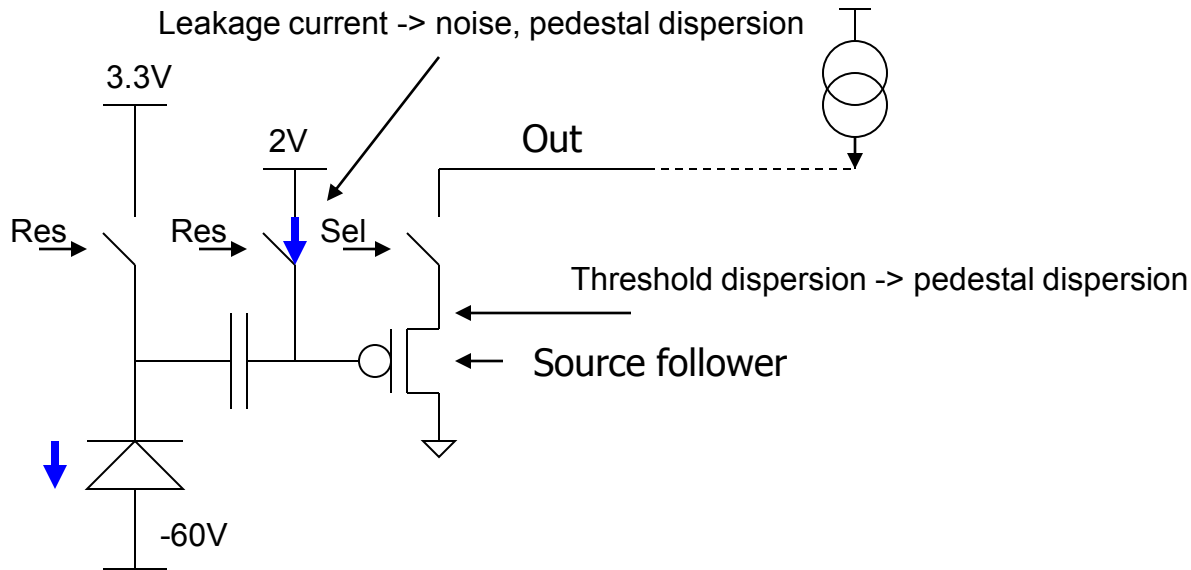 Leakage current -> noise, pedestal dispersion
3.3V
2V
Out
Res
Res
Sel
Threshold dispersion -> pedestal dispersion
Source follower
-60V